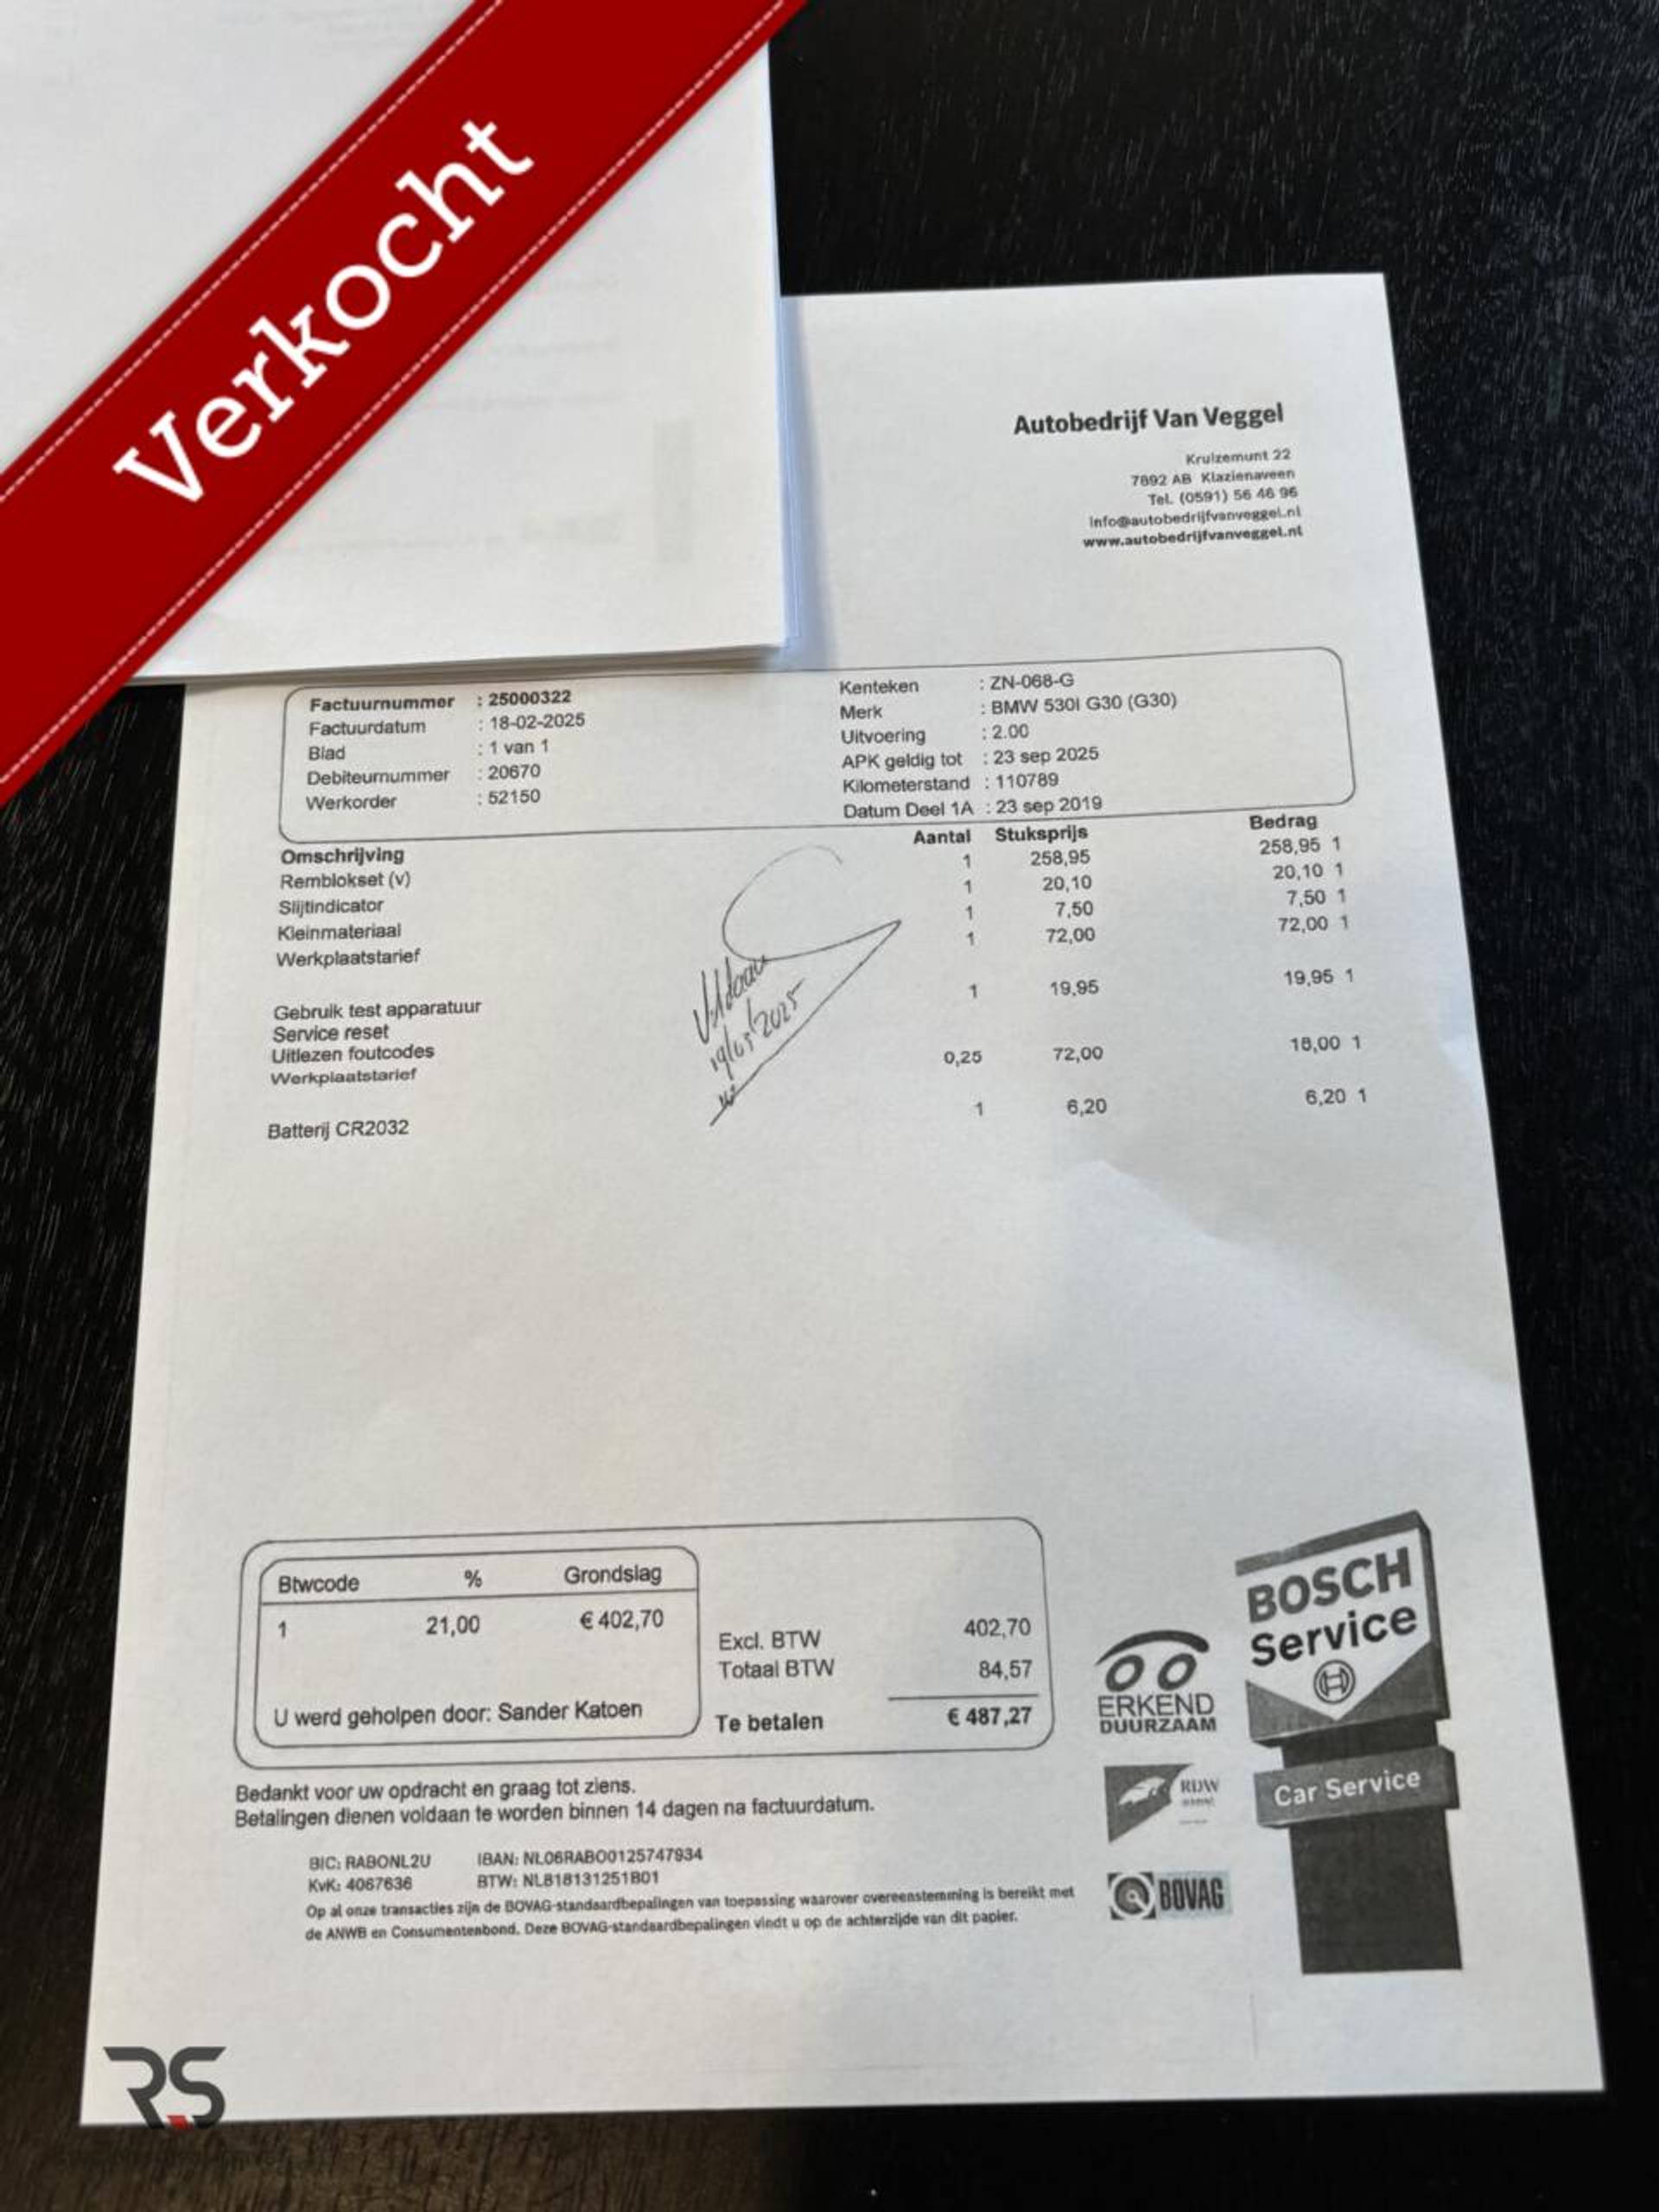 Verkocht
Autobedrijf Van Veggel
Kruizemunt 22
7892 AB Klazienaveen
Tel. (0591) 56 46 96
info@autobedrijfvanveggel.nl
www.autobedrijfvanveggel.nl
Factuurnummer : 25000322
Factuurdatum : 18-02-2025
Blad : 1 van 1
Debiteurnummer : 20670
Werkorder : 52150
Kenteken : ZN-068-G
Merk : BMW 530I G30 (G30)
Uitvoering : 2.00
APK geldig tot : 23 sep 2025
Kilometerstand : 110789
Datum Deel 1A : 23 sep 2019
Omschrijving Aantal Stuksprijs Bedrag
Remblokset (v) 1 258,95 258,95 1
Slijtindicator 1 20,10 20,10 1
Kleinmateriaal 1 7,50 7,50 1
Werkplaatstarief 1 72,00 72,00 1
Gebruik test apparatuur 1 19,95 19,95 1
Service reset
Uitlezen foutcodes
Werkplaatstarief 0,25 72,00 18,00 1
Batterij CR2032 1 6,20 6,20 1
Btwcode % Grondslag
1 21,00 € 402,70
U werd geholpen door: Sander Katoen
Excl. BTW 402,70
Totaal BTW 84,57
Te betalen € 487,27
BOSCH
Service
Car Service
ERKEND
DUURZAAM
RDW
BOVAG
Bedankt voor uw opdracht en graag tot ziens.
Betalingen dienen voldaan te worden binnen 14 dagen na factuurdatum.
BIC: RABONL2U IBAN: NL06RABO0125747934
KvK: 4067636 BTW: NL818131251B01
Op al onze transacties zijn de BOVAG-standaardbepalingen van toepassing waarover overeenstemming is bereikt met
de ANWB en Consumentenbond. Deze BOVAG-standaardbepalingen vindt u op de achterzijde van dit papier.
RS